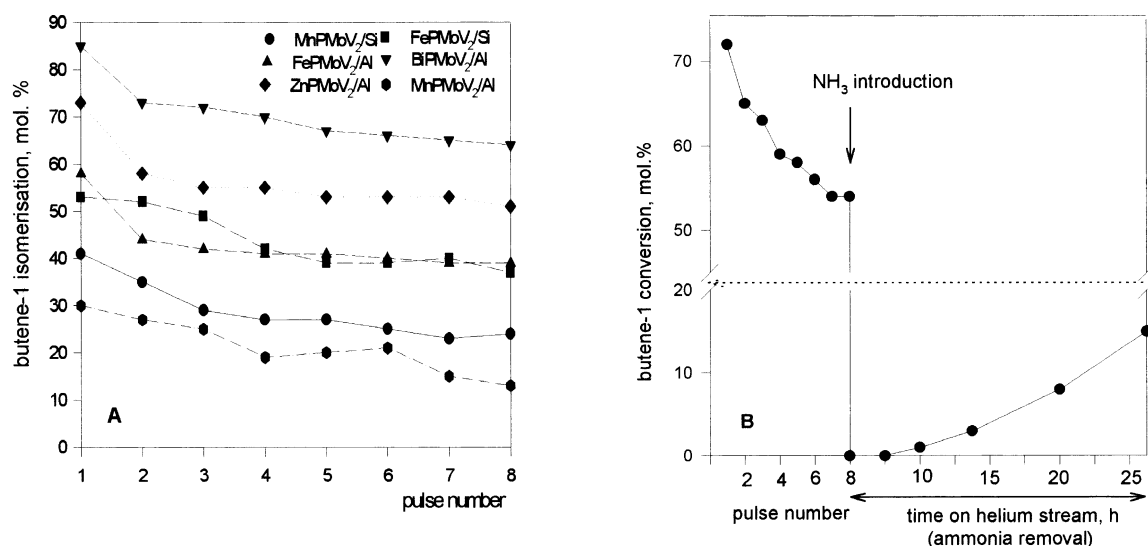 90
80
70
60
50
40
30
20
10
0
butene-1 isomerisation, mol. %
MnPMoV2/Si
FePMoV2/Si
FePMoV2/Al
BiPMoV2/Al
ZnPMoV2/Al
MnPMoV2/Al
A
1 2 3 4 5 6 7 8
pulse number
70
60
50
20
10
0
butene-1 conversion, mol.%
NH3 introduction
B
2 4 6 8 10 15 20 25
pulse number
time on helium stream, h
(ammonia removal)